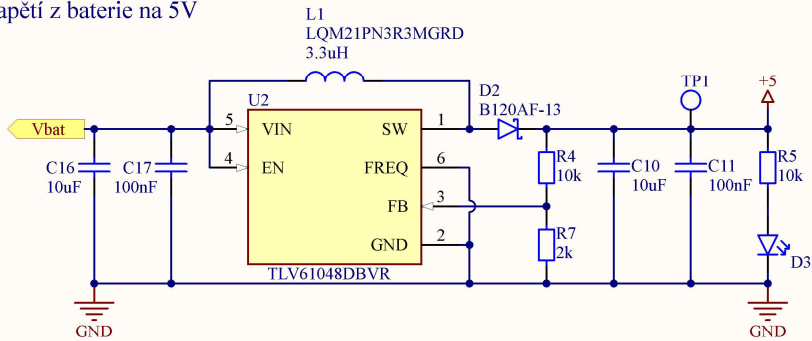 apětí z baterie na 5V
L1
LQM21PN3R3MGRD
3.3uH
U2
D2
B120AF-13
TP1
+5
Vbat
5
VIN
SW
1
4
EN
FREQ
6
FB
3
GND
2
C16
10uF
C17
100nF
R4
10k
R7
2k
C10
10uF
C11
100nF
R5
10k
D3
TLV61048DBVR
GND
GND